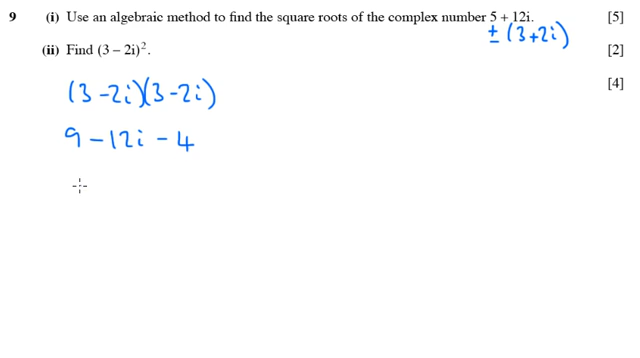 9 (i) Use an algebraic method to find the square roots of the complex number 5 + 12i. [5]
± (3+2i)
(ii) Find (3 – 2i)². [2]
[4]
(3 -2i)(3 -2i)
9 - 12i - 4